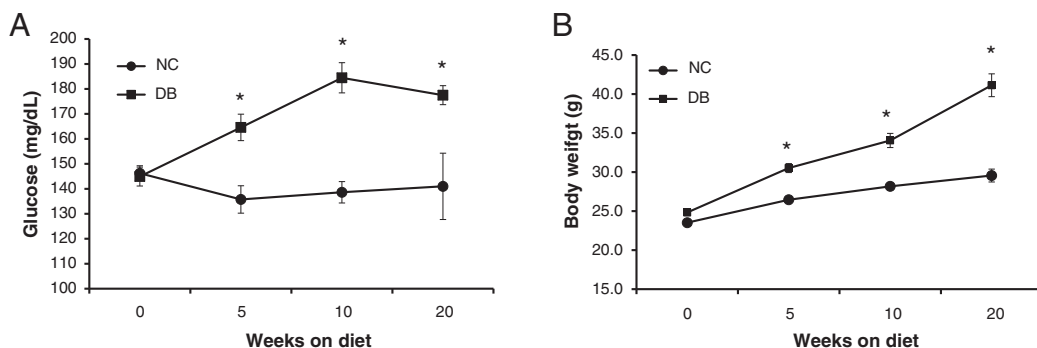 A
200
190
180
170
160
150
140
130
120
110
100
Glucose (mg/dL)
NC
DB
*
*
*
0 5 10 20
Weeks on diet
B
45.0
40.0
35.0
30.0
25.0
20.0
15.0
Body weifgt (g)
NC
DB
*
*
*
0 5 10 20
Weeks on diet